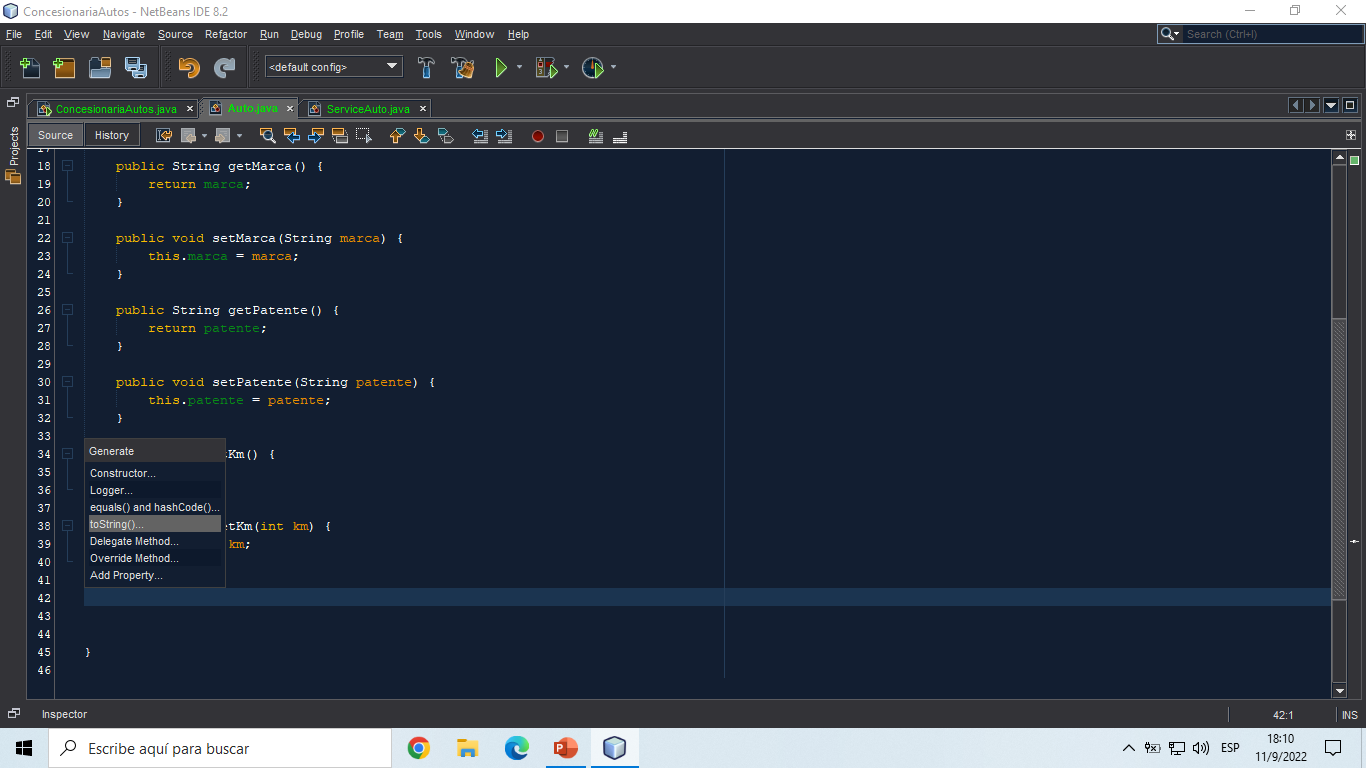 ConcesionariaAutos - NetBeans IDE 8.2
File Edit View Navigate Source Refactor Run Debug Profile Team Tools Window Help
Search (Ctrl+I)
<default config>
ConcesionariaAutos.java Auto.java ServiceAuto.java
Projects
Source History
18 public String getMarca() {
19 return marca;
20 }
21
22 public void setMarca(String marca) {
23 this.marca = marca;
24 }
25
26 public String getPatente() {
27 return patente;
28 }
29
30 public void setPatente(String patente) {
31 this.patente = patente;
32 }
33
Generate
34 Km() {
Constructor...
35
Logger...
36
equals() and hashCode()...
37
toString()...
38 etKm(int km) {
Delegate Method...
39 km;
Override Method...
40
Add Property...
41
42
43
44
45 }
46
Inspector
42:1 INS
Escribe aquí para buscar
ESP
18:10
11/9/2022